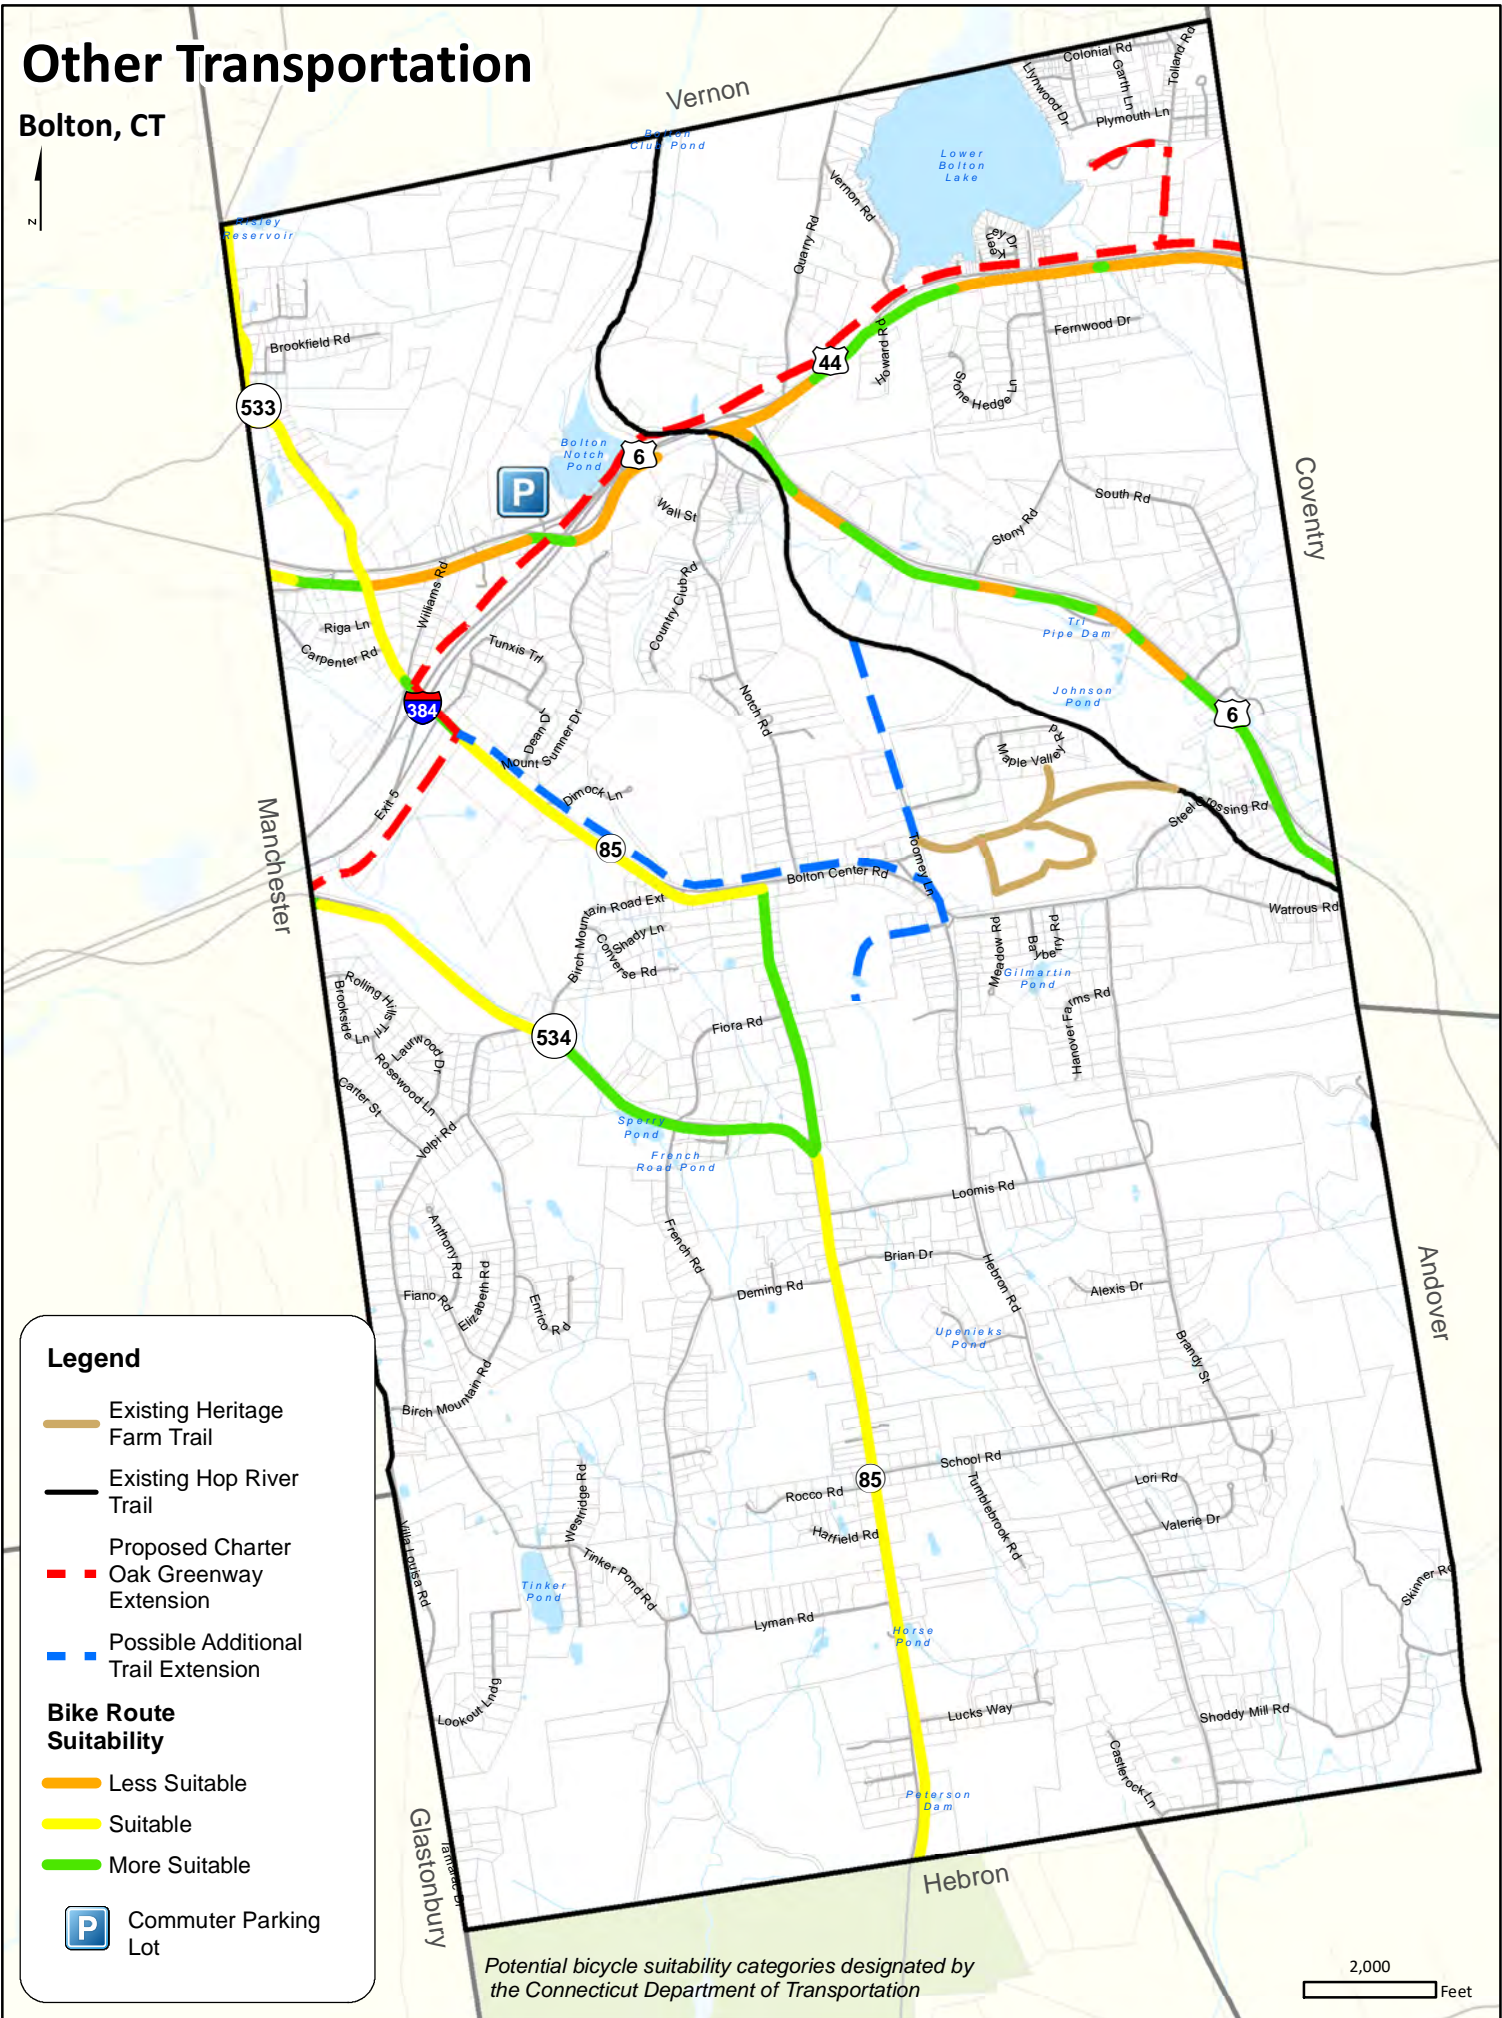 Other Transportation
Bolton, CT
z
Vernon
Bolton
Club Pond
Risley
Reservoir
Colonial Rd
Llynwood Dr
Garth Ln
Tolland Rd
Plymouth Ln
Lower
Bolton
Lake
Vernon Rd
Quarry Rd
Keen
ey Dr
Brookfield Rd
Fernwood Dr
Howard Rd
Stone Hedge Ln
44
533
6
Bolton
Notch
Pond
P
Wall St
South Rd
Stony Rd
Coventry
Williams Rd
Country Club Rd
Riga Ln
Carpenter Rd
Tunxis Trl
Tri
Pipe Dam
Johnson
Pond
384
6
Notch Rd
Dean Dr
Sumner Dr
Mount
Maple Valley
Rd
Dimock Ln
Exit 5
Steel Crossing Rd
Manchester
85
Toomey Ln
Bolton Center Rd
Birch Mountain Road Ext
Shady Ln
Converse Rd
Watrous Rd
Meadow Rd
Bayberry Rd
Gilmartin
Pond
Hanover Farms Rd
Rolling Hills Trl
Brookside Ln
Laurwood Dr
Rosewood Ln
Carter St
Volpi Rd
Fiora Rd
534
Sperry
Pond
French
Road Pond
Loomis Rd
Anthony Rd
Fiano Rd
Elizabeth Rd
Enrico Rd
French Rd
Deming Rd
Brian Dr
Hebron Rd
Alexis Dr
Andover
Upenieks
Pond
Brandy St
Birch Mountain Rd
School Rd
85
Rocco Rd
Hatfield Rd
Tumblebrook Rd
Lori Rd
Valerie Dr
Westridge Rd
Villa Louisa Rd
Tinker
Pond
Tinker Pond Rd
Lyman Rd
Horse
Pond
Skinner Rd
Lookout Lndg
Lucks Way
Shoddy Mill Rd
Castlerock Ln
Peterson
Dam
Glastonbury
Tamarac Dr
Hebron
Legend
Existing Heritage
Farm Trail
Existing Hop River
Trail
Proposed Charter
Oak Greenway
Extension
Possible Additional
Trail Extension
Bike Route
Suitability
Less Suitable
Suitable
More Suitable
P
Commuter Parking
Lot
Potential bicycle suitability categories designated by
the Connecticut Department of Transportation
2,000
Feet